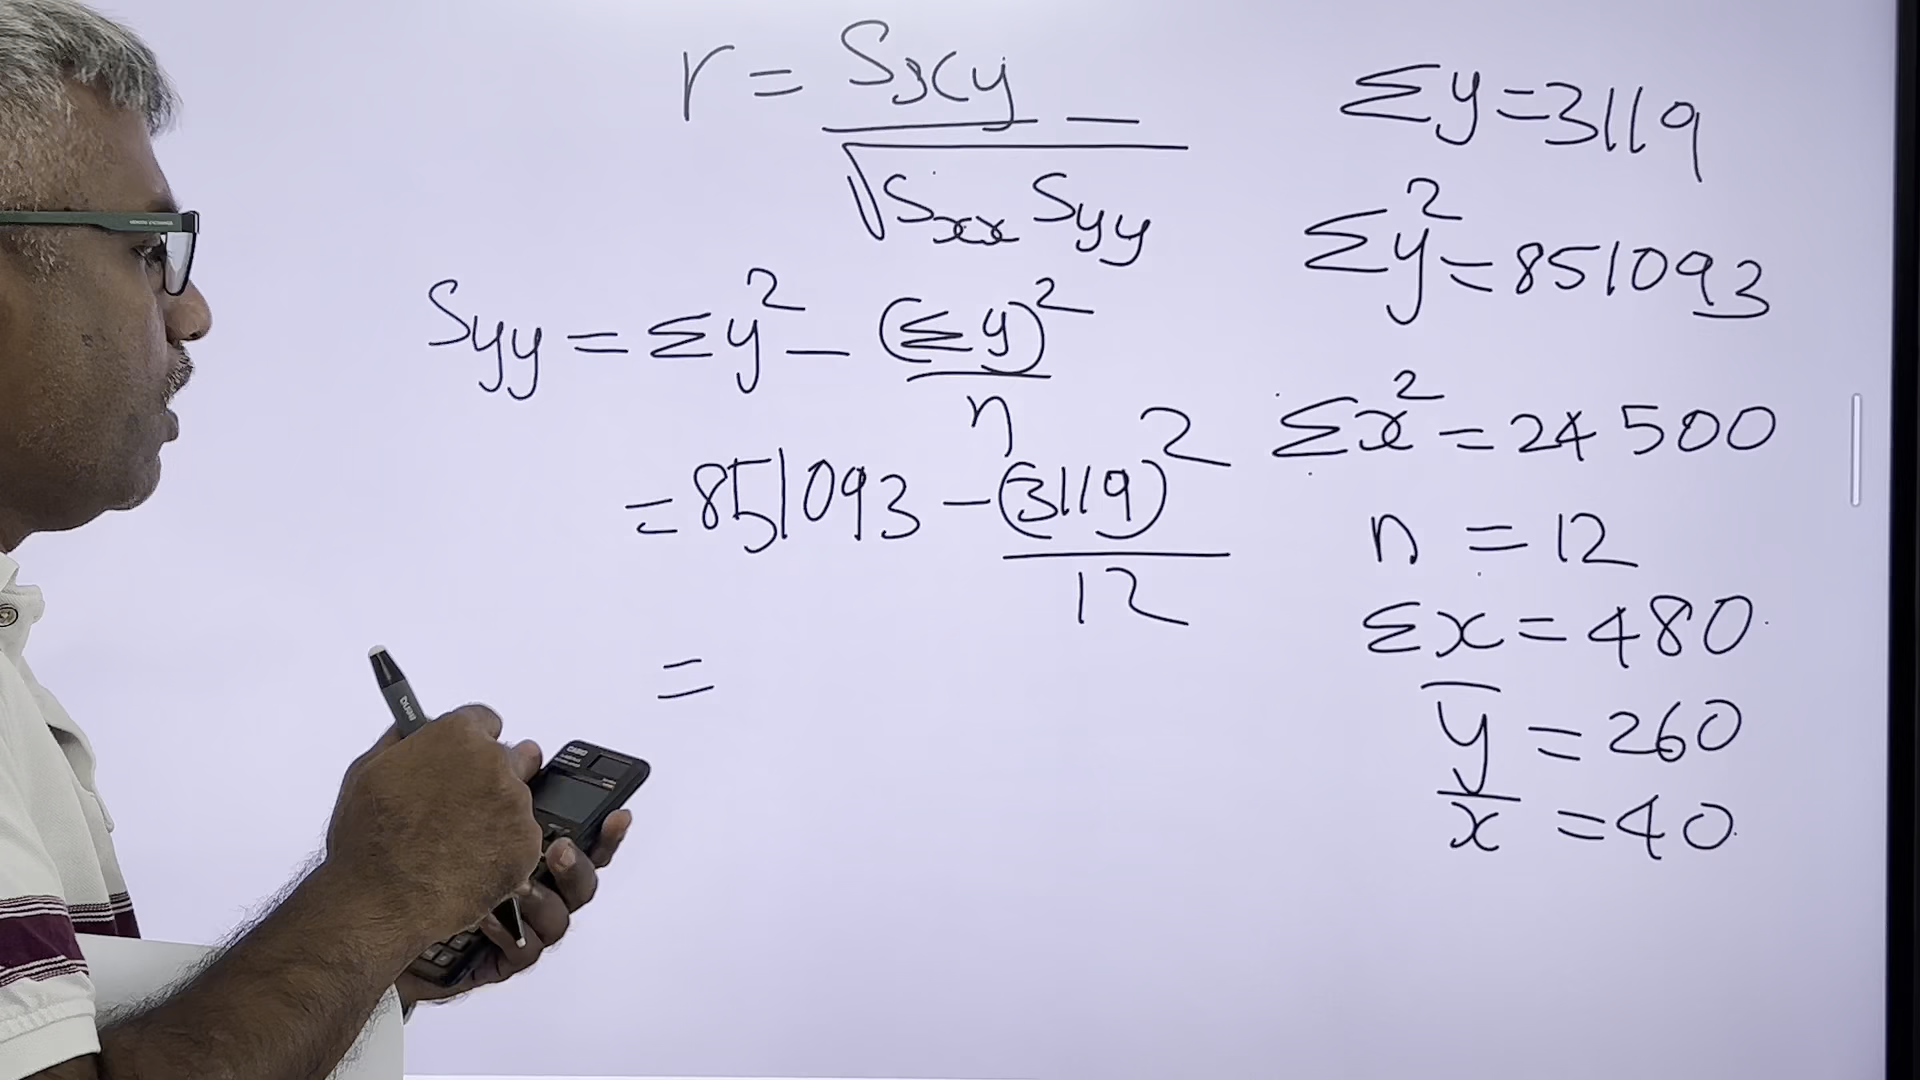 r = Sxy
√Sxx Syy
Syy = Σy² − (Σy)²
n
= 851093 − (3119)²
12
=
Σy = 3119
Σy² = 851093
Σx² = 24500
n = 12
Σx = 480
y̅ = 260
x̅ = 40
CASIO